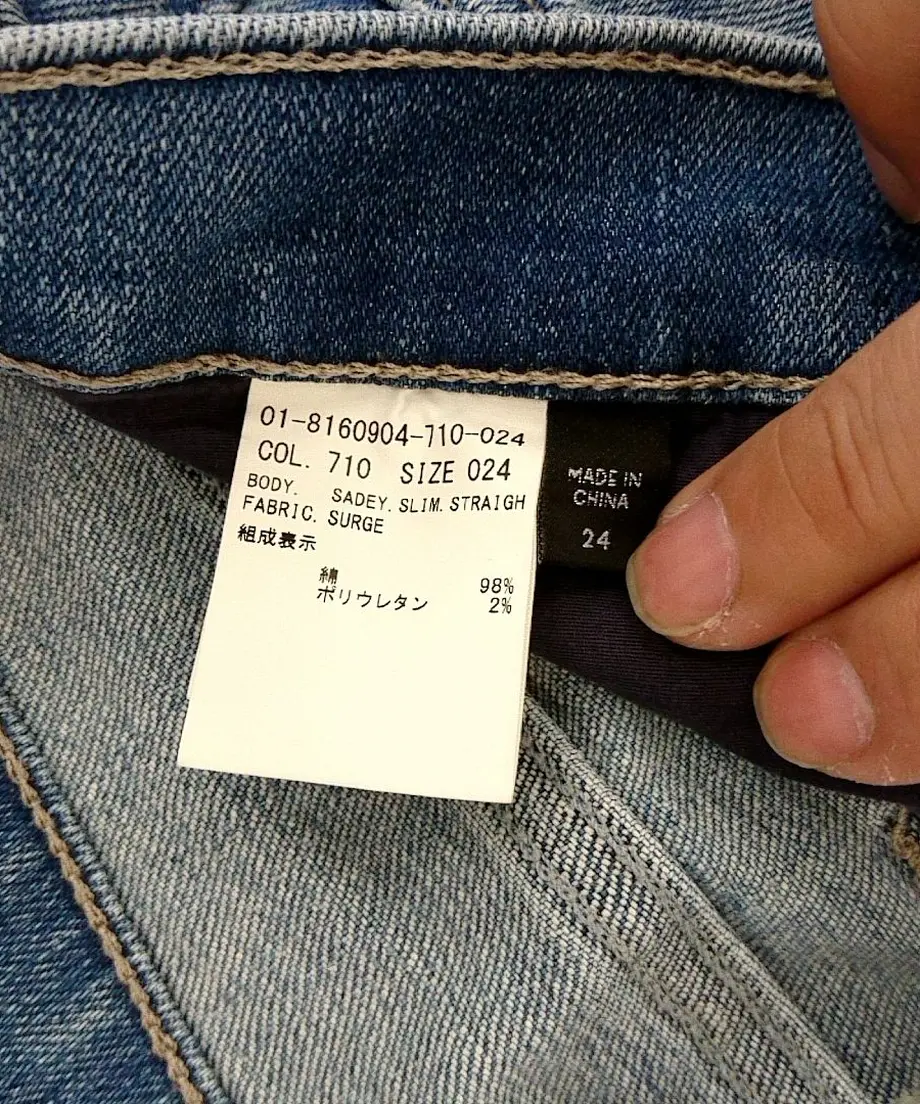 01-8160904-710-024
COL. 710 SIZE 024
BODY. SADEY.SLIM.STRAIGH
FABRIC. SURGE
組成表示
綿 98%
ポリウレタン 2%
MADE IN
CHINA
24